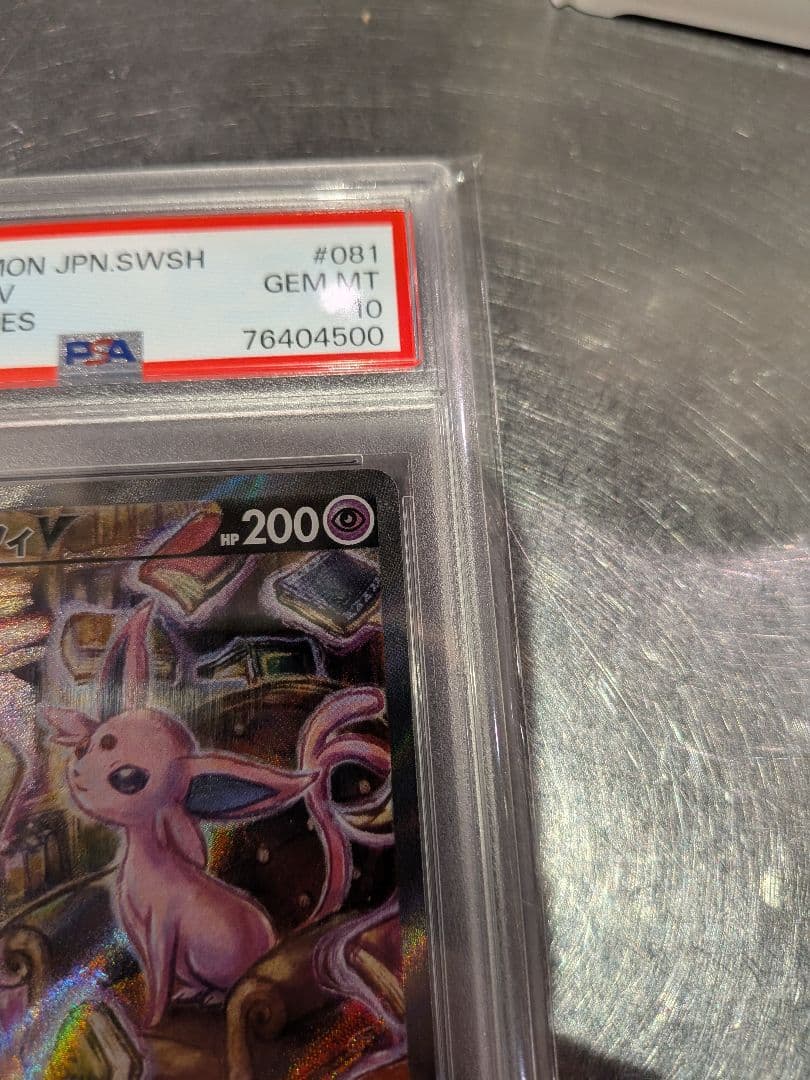 MON JPN.SWSH #081
V GEM MT
ES 10
PSA 76404500
ィV HP 200